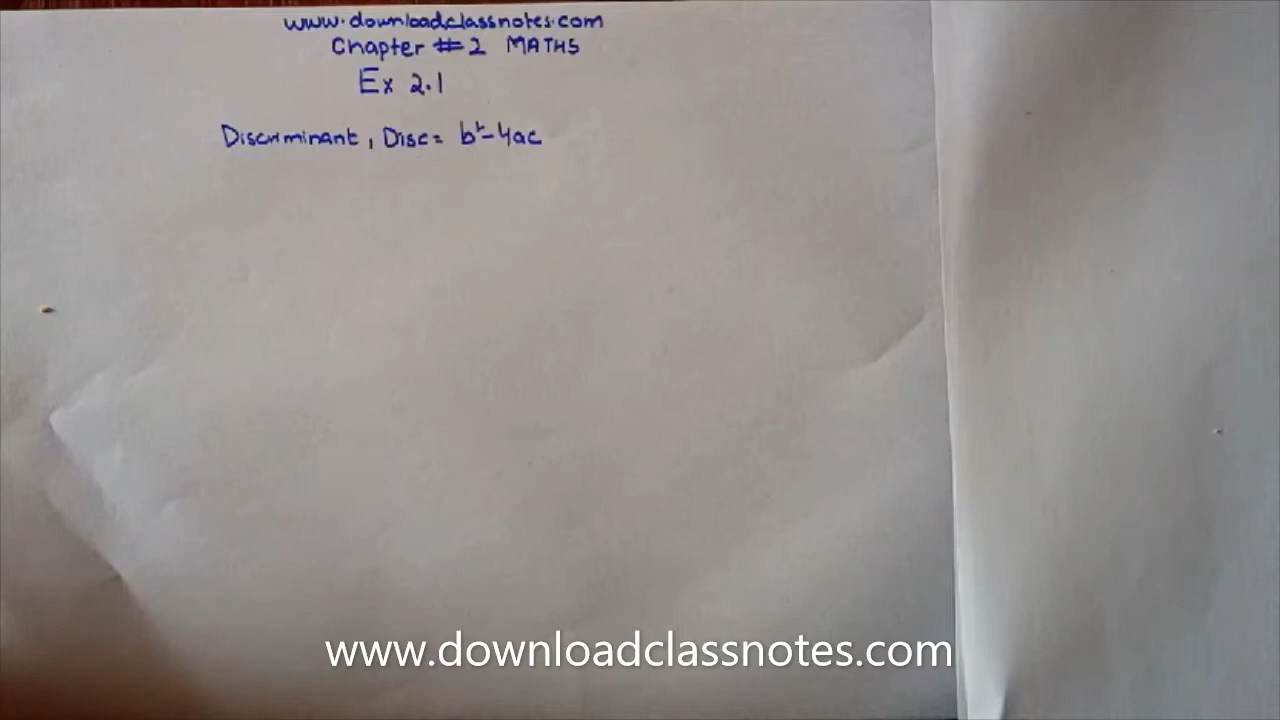 www.downloadclassnotes.com
Chapter #2 MATHS
Ex 2.1
Discriminant, Disc= b²-4ac
www.downloadclassnotes.com